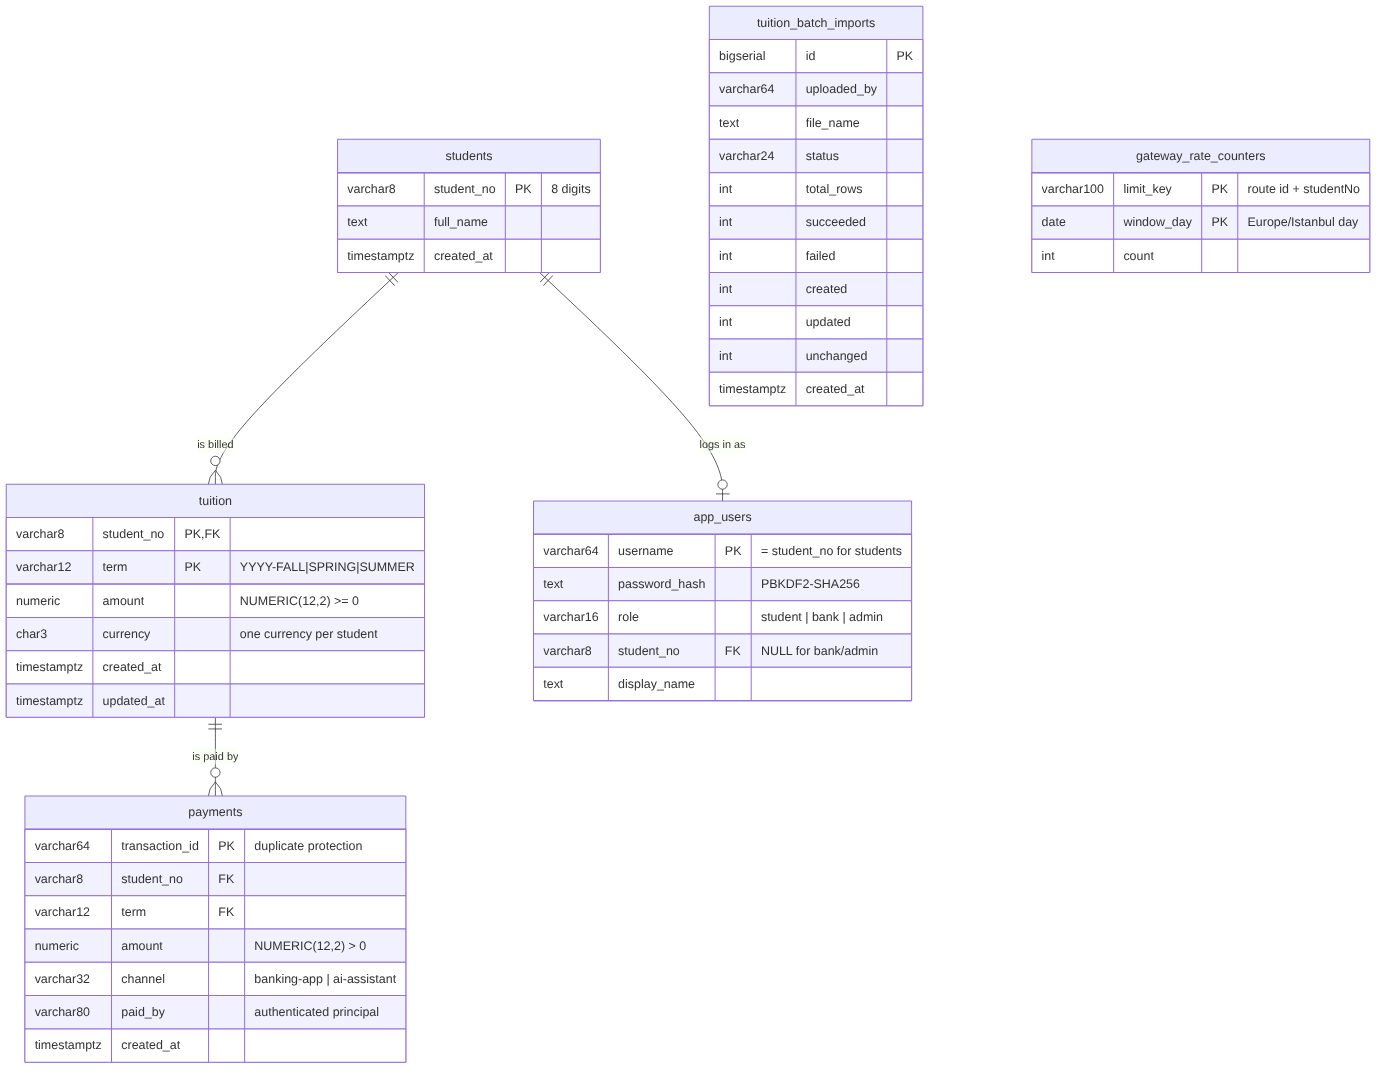 tuition_batch_imports
bigserial id PK
varchar64 uploaded_by
text file_name
varchar24 status
int total_rows
int succeeded
int failed
int created
int updated
int unchanged
timestamptz created_at
students
varchar8 student_no PK 8 digits
text full_name
timestamptz created_at
gateway_rate_counters
varchar100 limit_key PK route id + studentNo
date window_day PK Europe/Istanbul day
int count
is billed
logs in as
tuition
varchar8 student_no PK,FK
varchar12 term PK YYYY-FALL|SPRING|SUMMER
numeric amount NUMERIC(12,2) >= 0
char3 currency one currency per student
timestamptz created_at
timestamptz updated_at
app_users
varchar64 username PK = student_no for students
text password_hash PBKDF2-SHA256
varchar16 role student | bank | admin
varchar8 student_no FK NULL for bank/admin
text display_name
is paid by
payments
varchar64 transaction_id PK duplicate protection
varchar8 student_no FK
varchar12 term FK
numeric amount NUMERIC(12,2) > 0
varchar32 channel banking-app | ai-assistant
varchar80 paid_by authenticated principal
timestamptz created_at